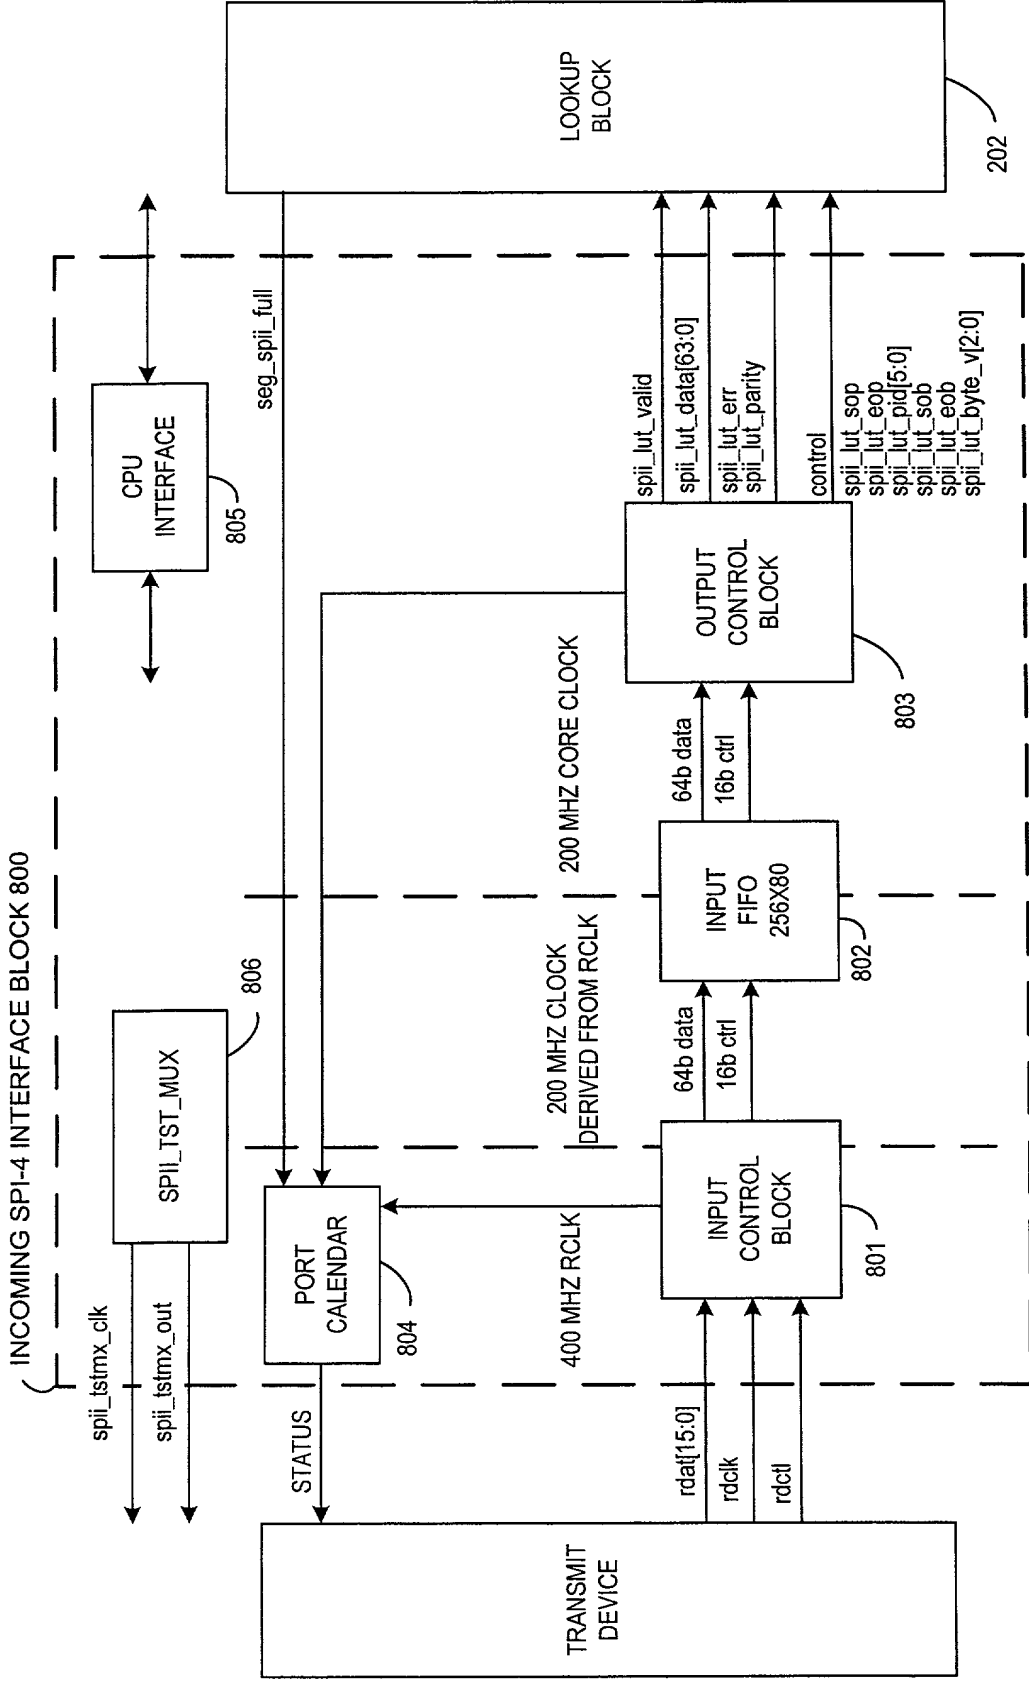 INCOMING SPI-4 INTERFACE BLOCK 800
spii_tstmx_clk
spii_tstmx_out
SPII_TST_MUX
806
CPU
INTERFACE
805
STATUS
PORT
CALENDAR
804
seg_spii_full
400 MHZ RCLK
200 MHZ CLOCK
DERIVED FROM RCLK
200 MHZ CORE CLOCK
TRANSMIT
DEVICE
rdat[15:0]
rdclk
rdctl
INPUT
CONTROL
BLOCK
801
64b data
16b ctrl
INPUT
FIFO
256X80
802
64b data
16b ctrl
OUTPUT
CONTROL
BLOCK
803
spii_lut_valid
spii_lut_data[63:0]
spii_lut_err
spii_lut_parity
control
spii_lut_sop
spii_lut_eop
spii_lut_pid[5:0]
spii_lut_sob
spii_lut_eob
spii_lut_byte_v[2:0]
LOOKUP
BLOCK
202